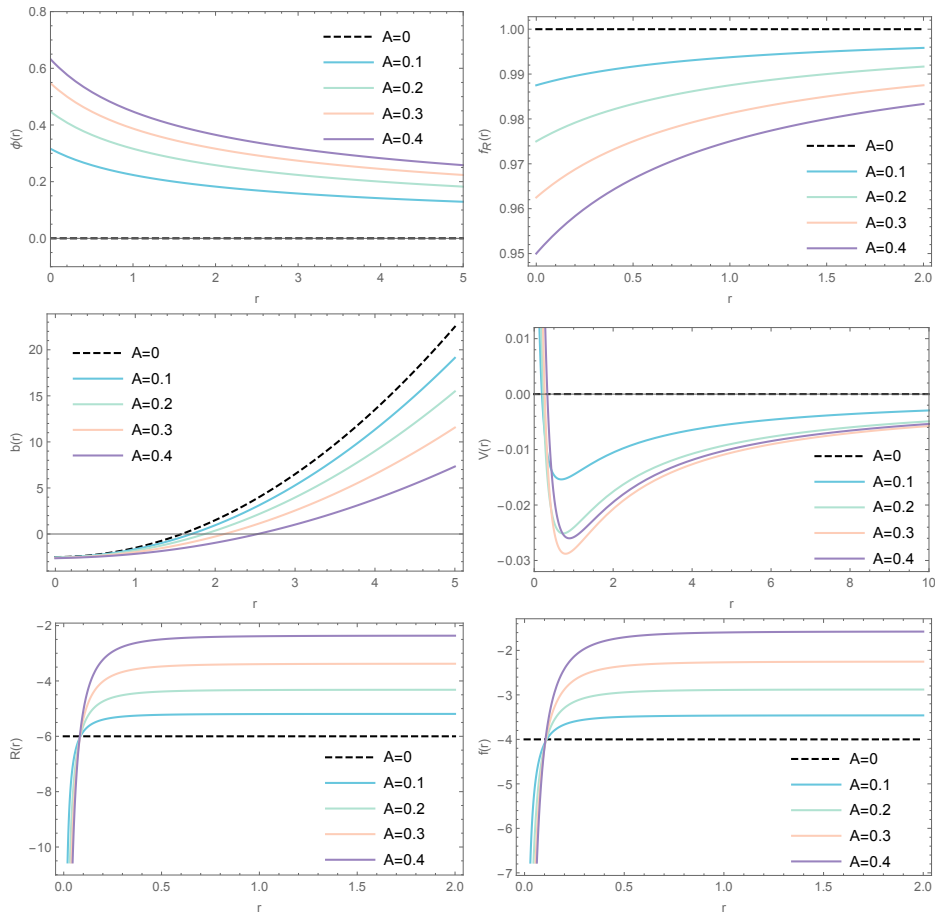 0.8
0.6
0.4
0.2
0.0
ϕ(r)
A=0
A=0.1
A=0.2
A=0.3
A=0.4
0 1 2 3 4 5
r
1.00
0.99
0.98
0.97
0.96
0.95
f_R(r)
A=0
A=0.1
A=0.2
A=0.3
A=0.4
0.0 0.5 1.0 1.5 2.0
r
20
15
10
5
0
b(r)
A=0
A=0.1
A=0.2
A=0.3
A=0.4
0 1 2 3 4 5
r
0.01
0.00
-0.01
-0.02
-0.03
V(r)
A=0
A=0.1
A=0.2
A=0.3
A=0.4
0 2 4 6 8 10
r
-2
-4
-6
-8
-10
R(r)
A=0
A=0.1
A=0.2
A=0.3
A=0.4
0.0 0.5 1.0 1.5 2.0
r
-2
-3
-4
-5
-6
-7
f(r)
A=0
A=0.1
A=0.2
A=0.3
A=0.4
0.0 0.5 1.0 1.5 2.0
r